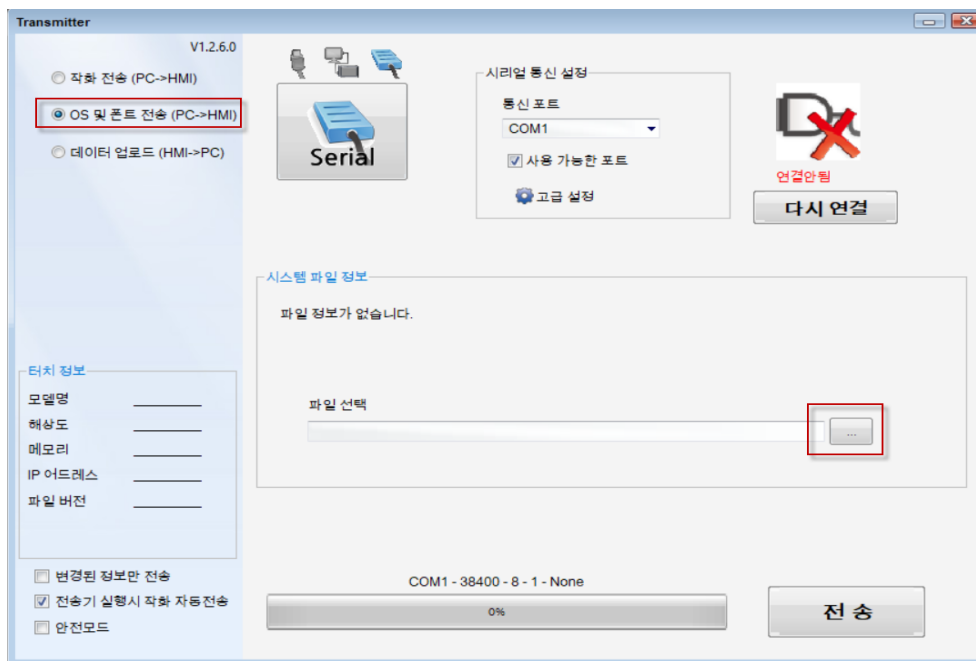 Transmitter
V1.2.6.0
작화 전송 (PC->HMI)
OS 및 폰트 전송 (PC->HMI)
데이터 업로드 (HMI->PC)
Serial
시리얼 통신 설정
통신 포트
COM1
사용 가능한 포트
고급 설정
연결안됨
다시 연결
시스템 파일 정보
파일 정보가 없습니다.
파일 선택
...
터치 정보
모델명
해상도
메모리
IP 어드레스
파일 버전
변경된 정보만 전송
전송기 실행시 작화 자동전송
안전모드
COM1 - 38400 - 8 - 1 - None
0%
전 송